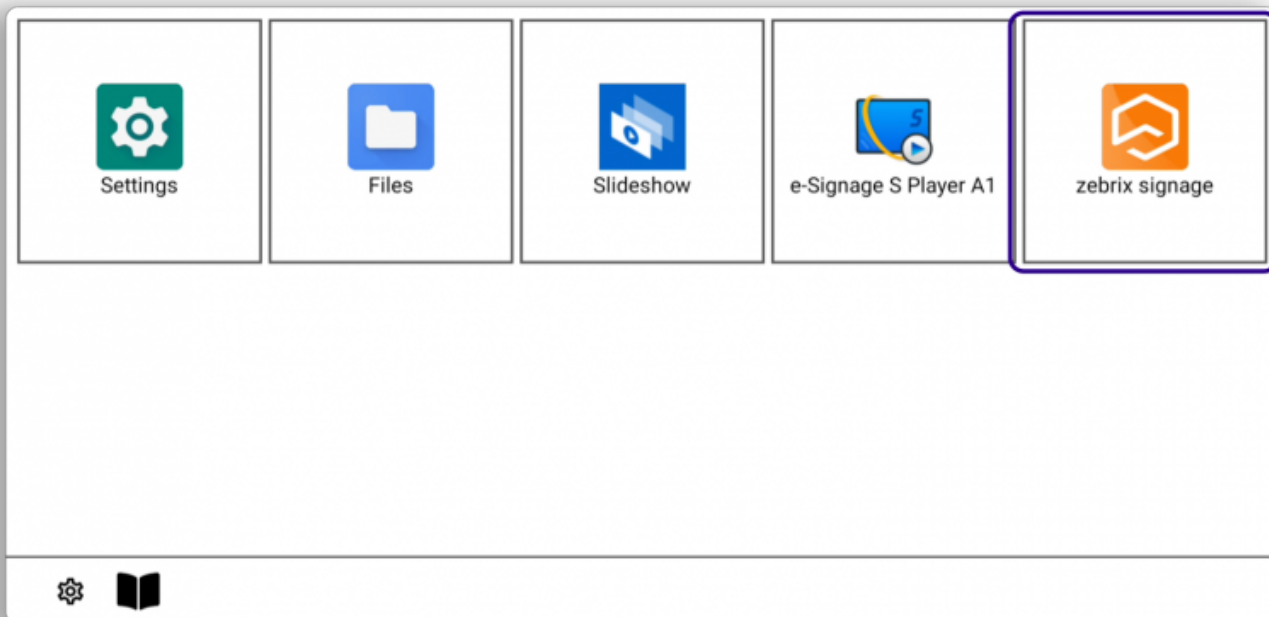 Settings
Files
Slideshow
S
e-Signage S Player A1
zebrix signage